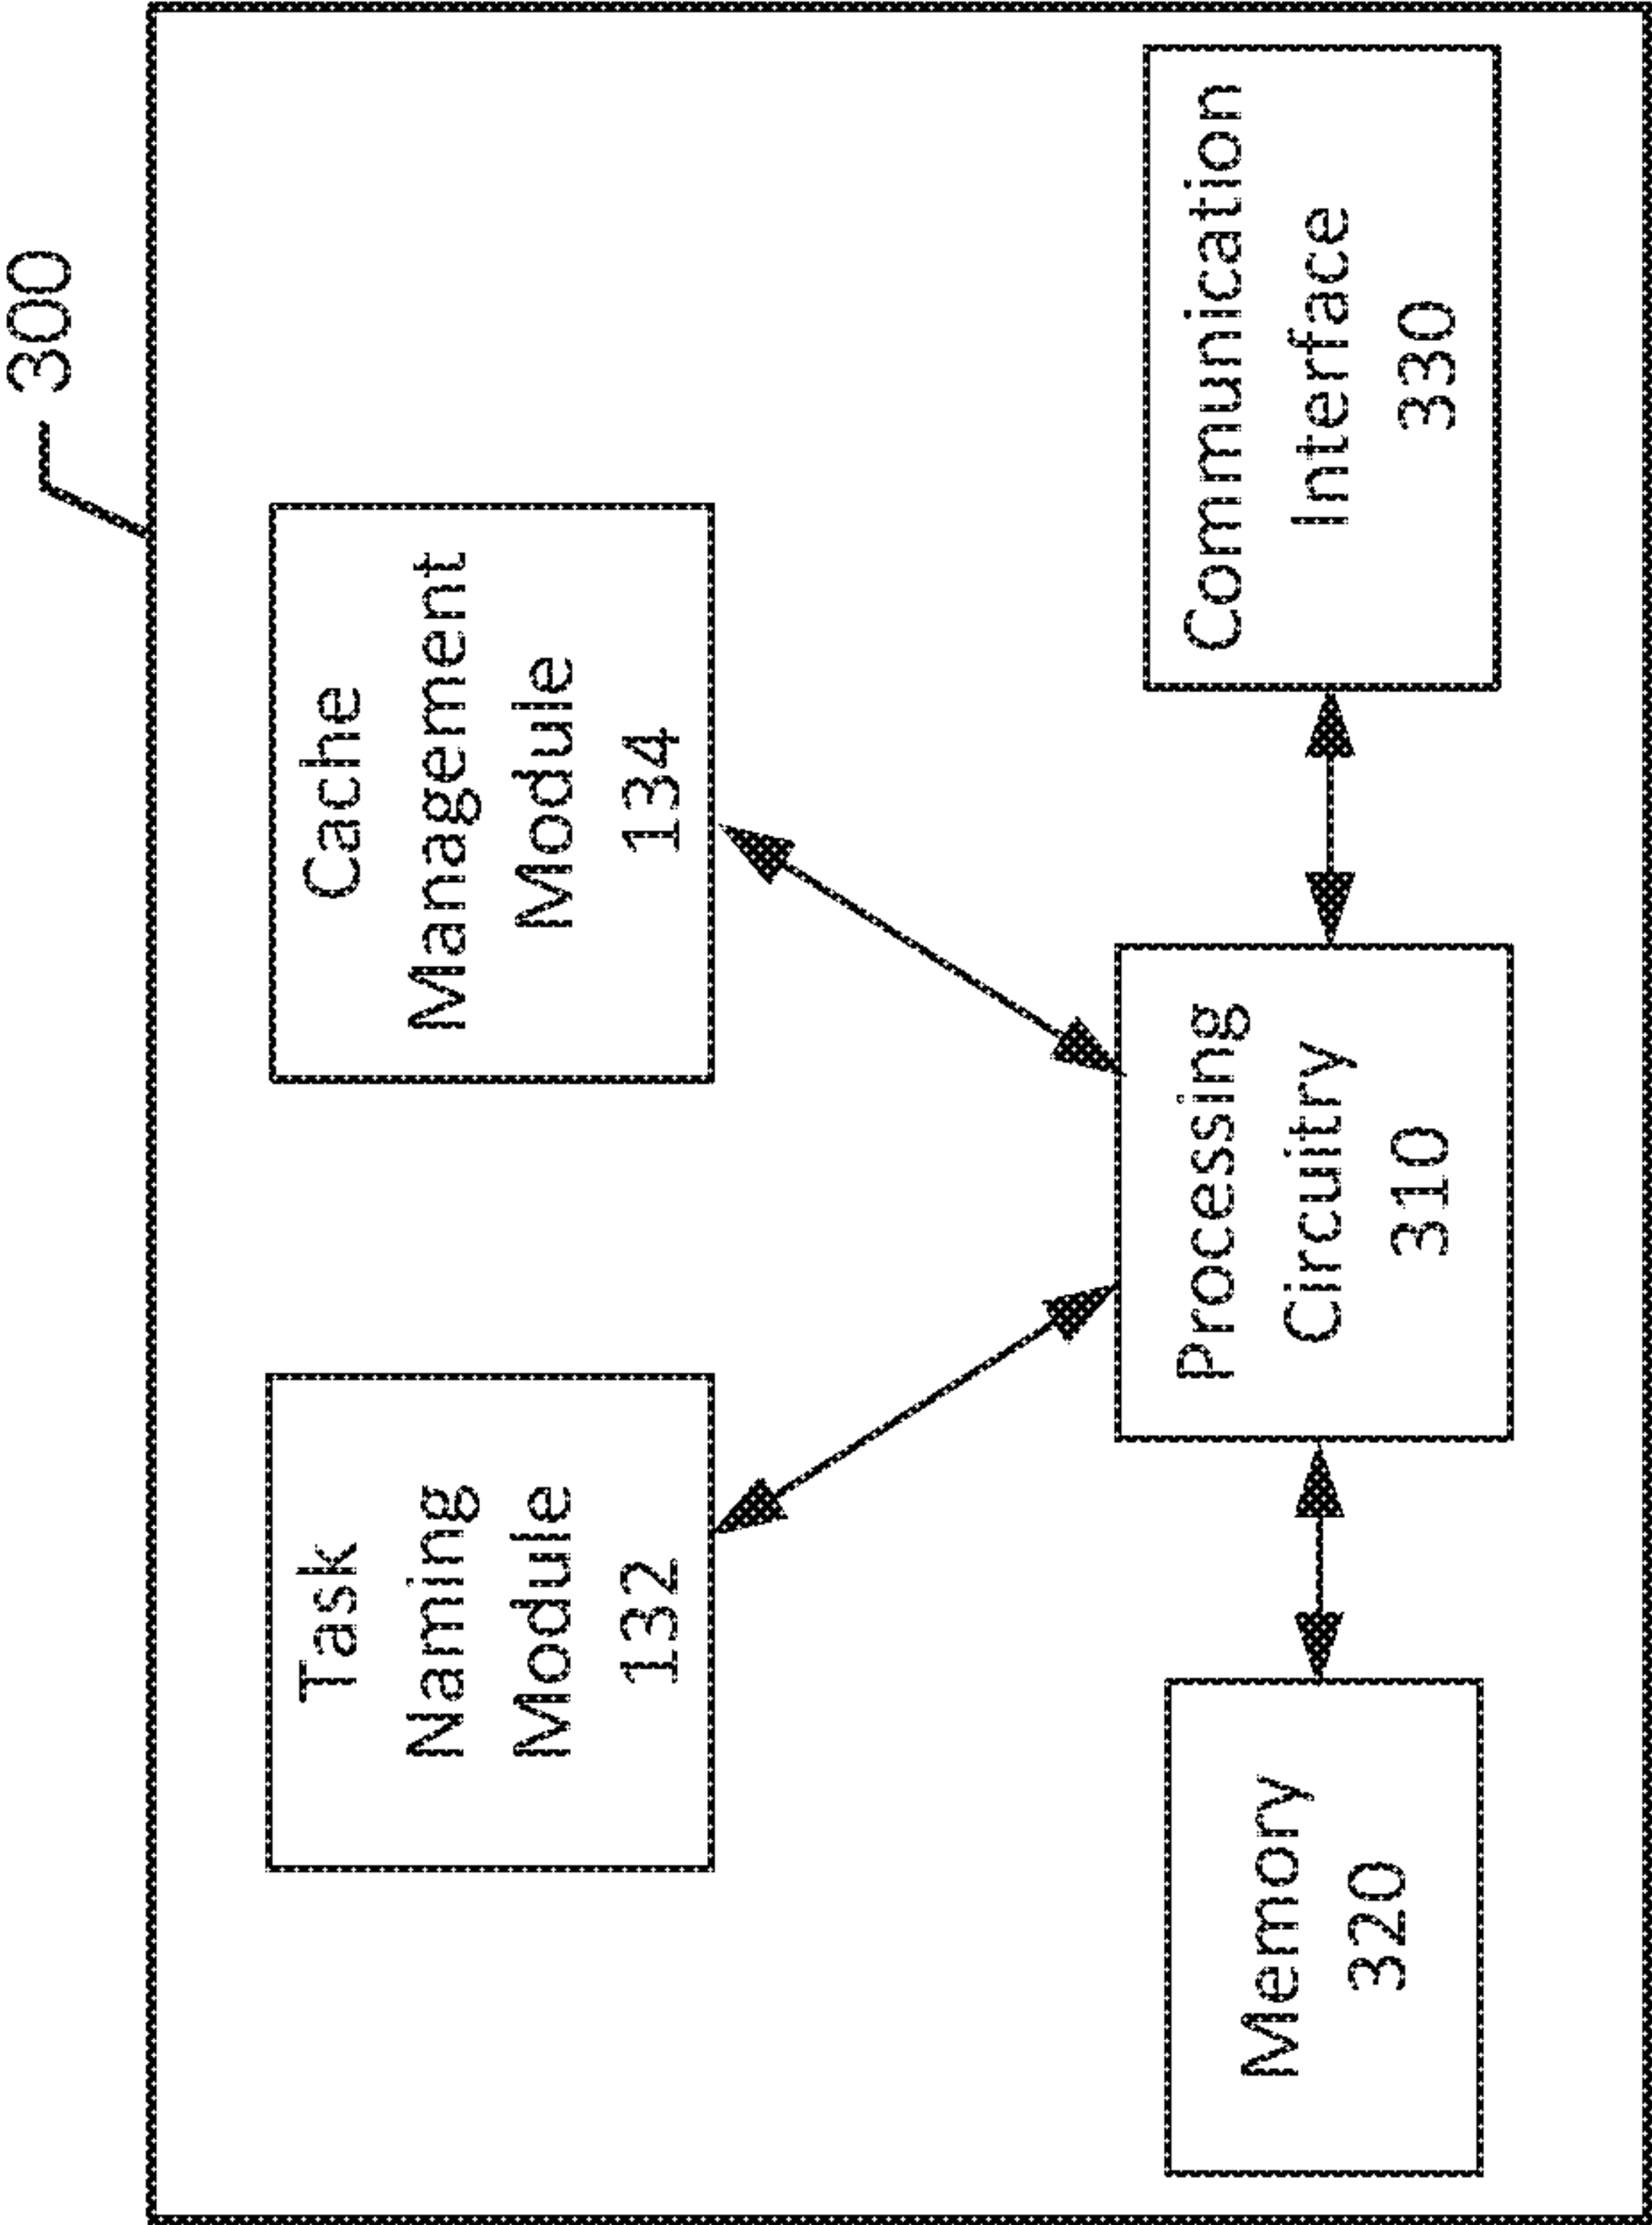 300
Task
Naming
Module
132
Cache
Management
Module
134
Memory
320
Processing
Circuitry
310
Communication
Interface
330